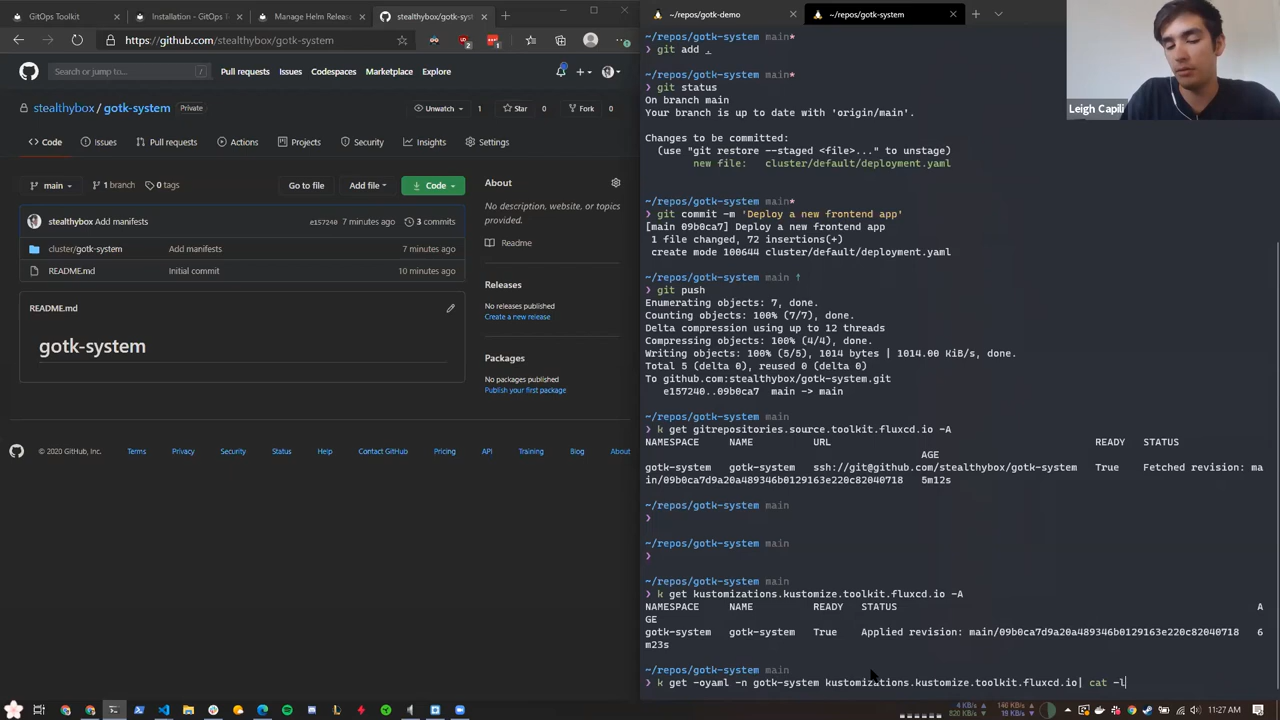 GitOps Toolkit
Installation - GitOps T
Manage Helm Releas
stealthybox/gotk-syst
~/repos/gotk-demo
~/repos/gotk-system
https://github.com/stealthybox/gotk-system
Search or jump to...
Pull requests
Issues
Codespaces
Marketplace
Explore
stealthybox / gotk-system
Private
Unwatch
1
Star
0
Fork
0
Code
Issues
Pull requests
Actions
Projects
Security
Insights
Settings
main
1 branch
0 tags
Go to file
Add file
Code
stealthybox Add manifests
e157240
7 minutes ago
3 commits
cluster/gotk-system
Add manifests
7 minutes ago
README.md
Initial commit
10 minutes ago
README.md
gotk-system
About
No description, website, or topics
provided.
Readme
Releases
No releases published
Create a new release
Packages
No packages published
Publish your first package
© 2020 GitHub, Inc.
Terms
Privacy
Security
Status
Help
Contact GitHub
Pricing
API
Training
Blog
About
~/repos/gotk-system main*
❯ git add .
~/repos/gotk-system main*
❯ git status
On branch main
Your branch is up to date with 'origin/main'.
Changes to be committed:
(use "git restore --staged <file>..." to unstage)
new file:   cluster/default/deployment.yaml
~/repos/gotk-system main*
❯ git commit -m 'Deploy a new frontend app'
[main 09b0ca7] Deploy a new frontend app
1 file changed, 72 insertions(+)
create mode 100644 cluster/default/deployment.yaml
~/repos/gotk-system main ↑
❯ git push
Enumerating objects: 7, done.
Counting objects: 100% (7/7), done.
Delta compression using up to 12 threads
Compressing objects: 100% (4/4), done.
Writing objects: 100% (5/5), 1014 bytes | 1014.00 KiB/s, done.
Total 5 (delta 0), reused 0 (delta 0)
To github.com:stealthybox/gotk-system.git
e157240..09b0ca7  main -> main
~/repos/gotk-system main
❯ k get gitrepositories.source.toolkit.fluxcd.io -A
NAMESPACE     NAME          URL     READY   STATUS
AGE
gotk-system   gotk-system   ssh://git@github.com/stealthybox/gotk-system   True    Fetched revision: ma
in/09b0ca7d9a20a489346b0129163e220c82040718   5m12s
~/repos/gotk-system main
❯
~/repos/gotk-system main
❯
~/repos/gotk-system main
❯ k get kustomizations.kustomize.toolkit.fluxcd.io -A
NAMESPACE     NAME          READY   STATUS     A
GE
gotk-system   gotk-system   True    Applied revision: main/09b0ca7d9a20a489346b0129163e220c82040718   6
m23s
~/repos/gotk-system main
❯ k get -oyaml -n gotk-system kustomizations.kustomize.toolkit.fluxcd.io| cat -l
Leigh Capili
11:27 AM